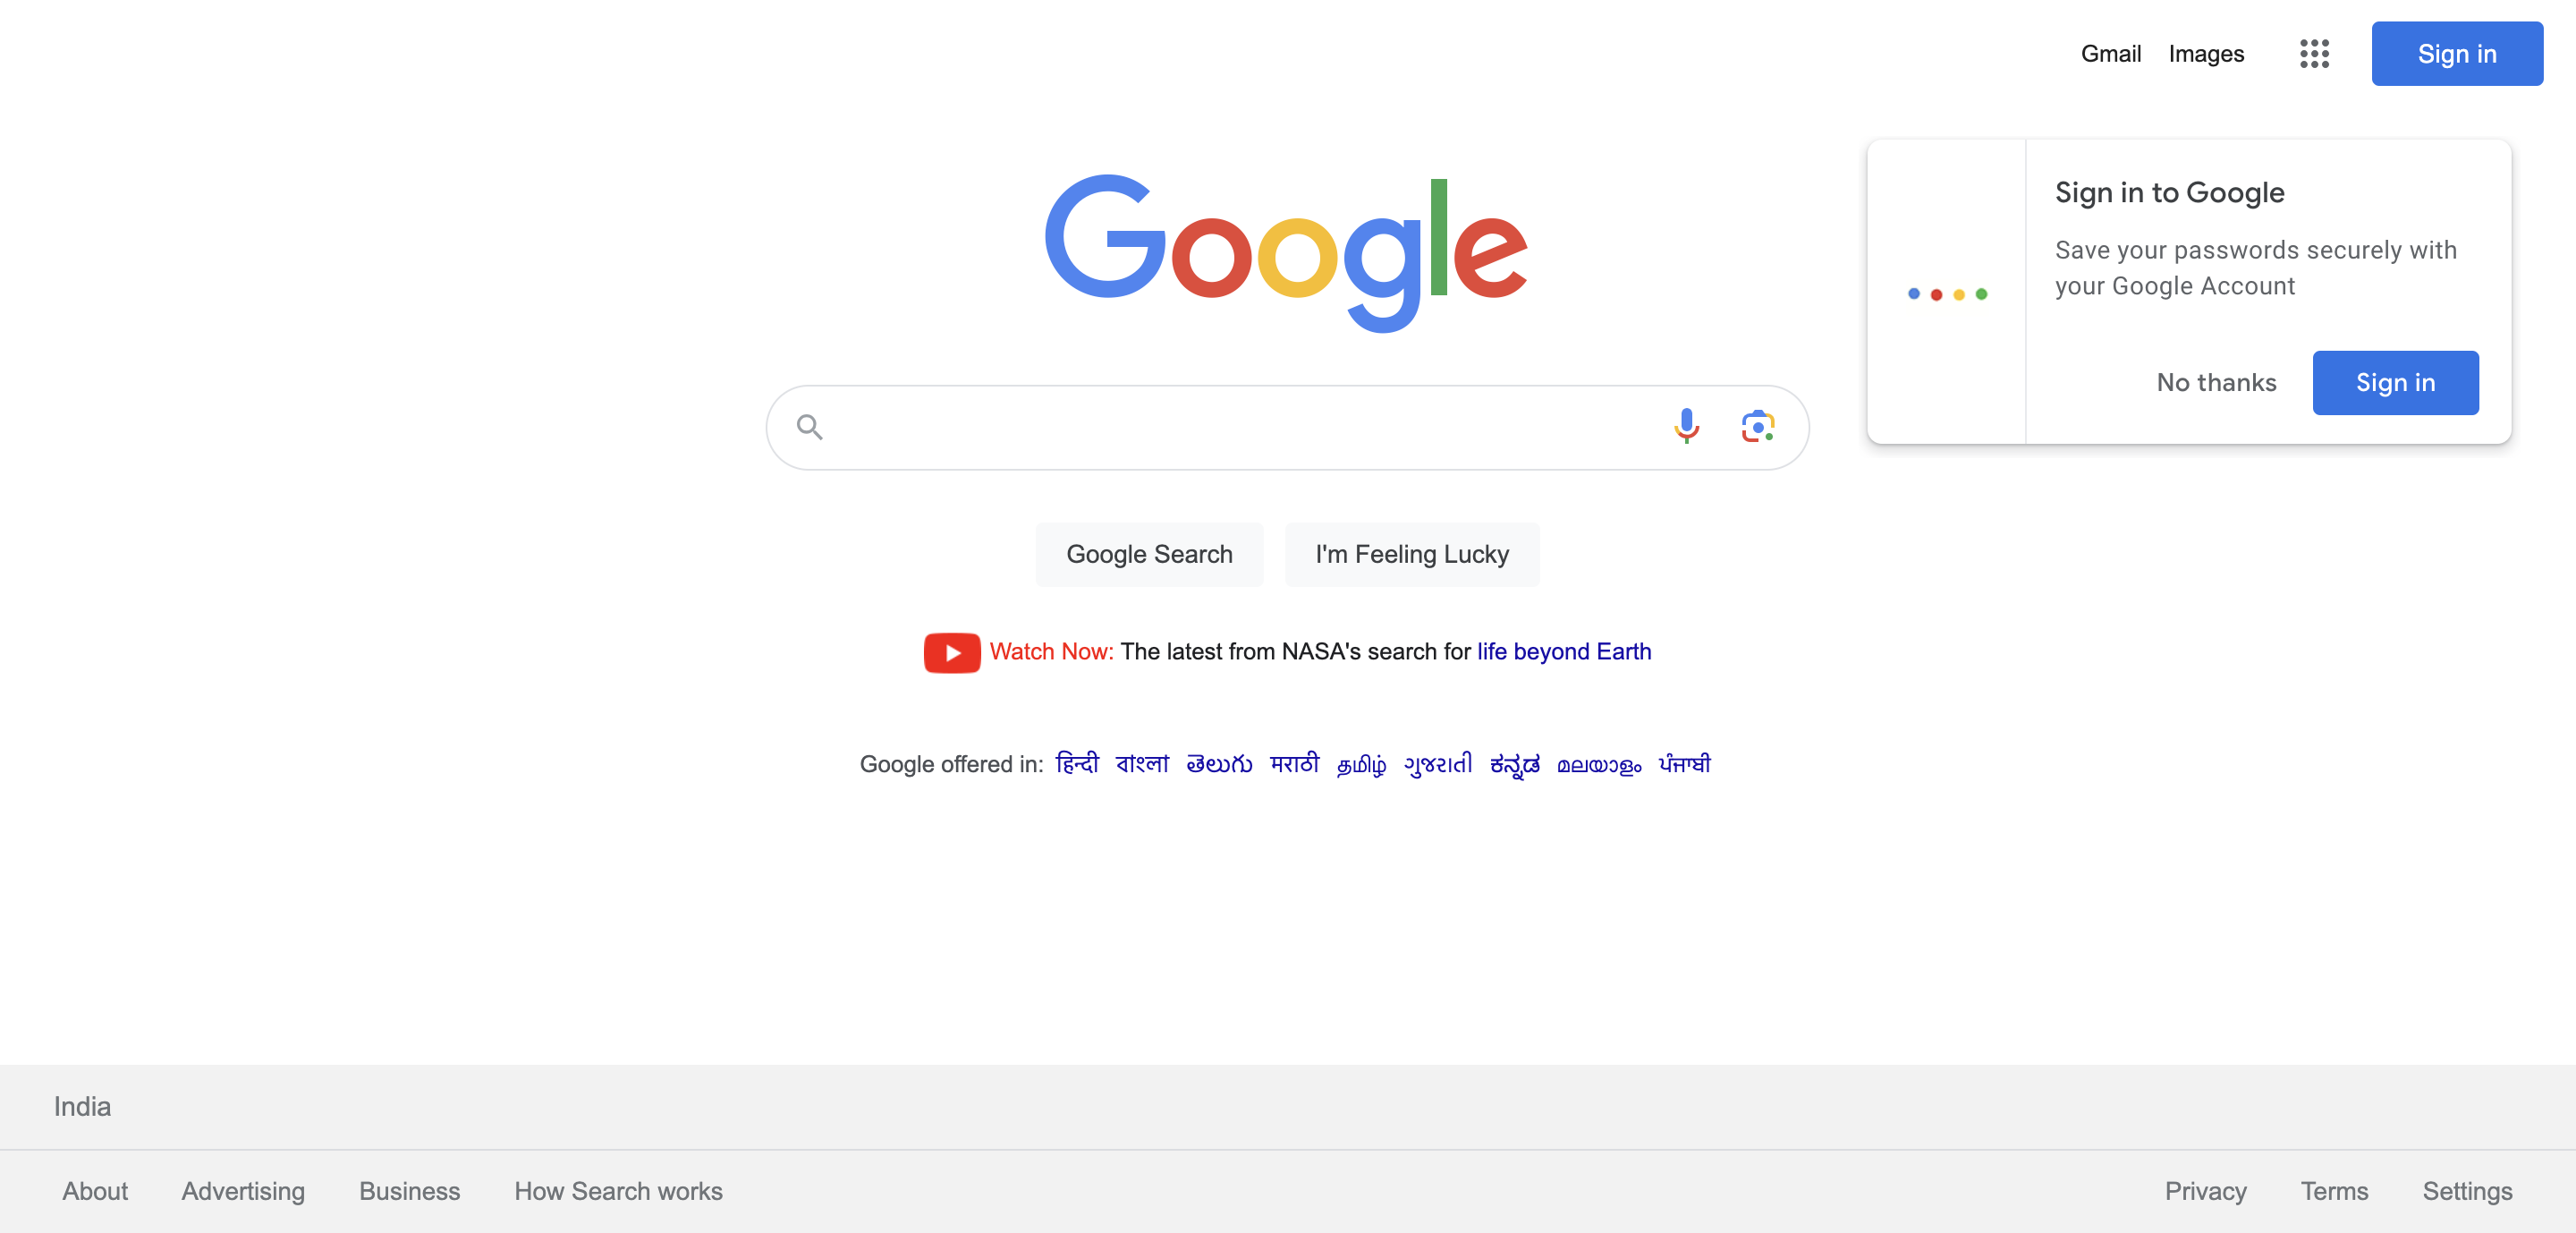 Gmail Images Sign in
Google
Sign in to Google
Save your passwords securely with
your Google Account
No thanks Sign in
Google Search I'm Feeling Lucky
Watch Now: The latest from NASA's search for life beyond Earth
Google offered in: हिन्दी বাংলা తెలుగు मराठी தமிழ் ગુજરાતી ಕನ್ನಡ മലയാളം ਪੰਜਾਬੀ
India
About Advertising Business How Search works Privacy Terms Settings